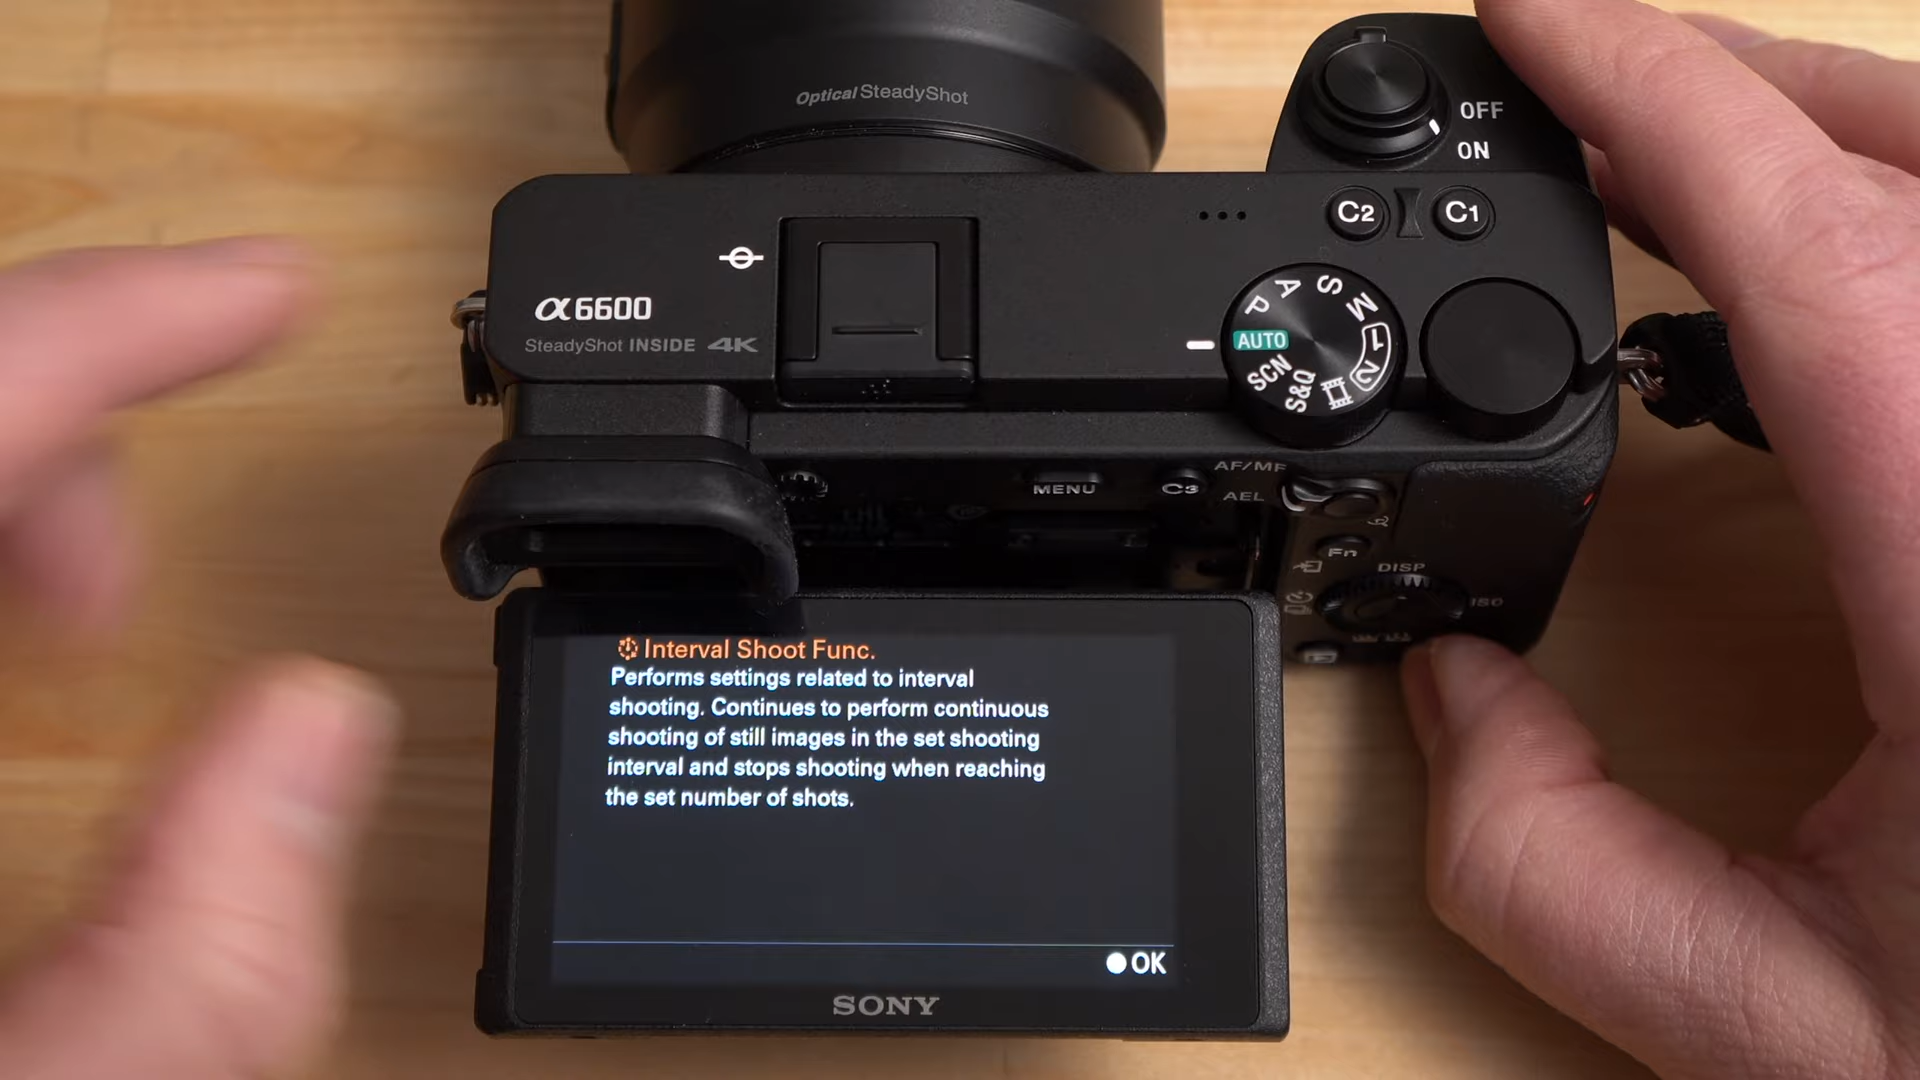 Optical SteadyShot
OFF
ON
C2
C1
α6600
SteadyShot INSIDE 4K
P
A
S
M
1
2
AUTO
SCN
S&Q
MENU
C3
AF/MF
AEL
Fn
DISP
ISO
Interval Shoot Func.
Performs settings related to interval
shooting. Continues to perform continuous
shooting of still images in the set shooting
interval and stops shooting when reaching
the set number of shots.
OK
SONY